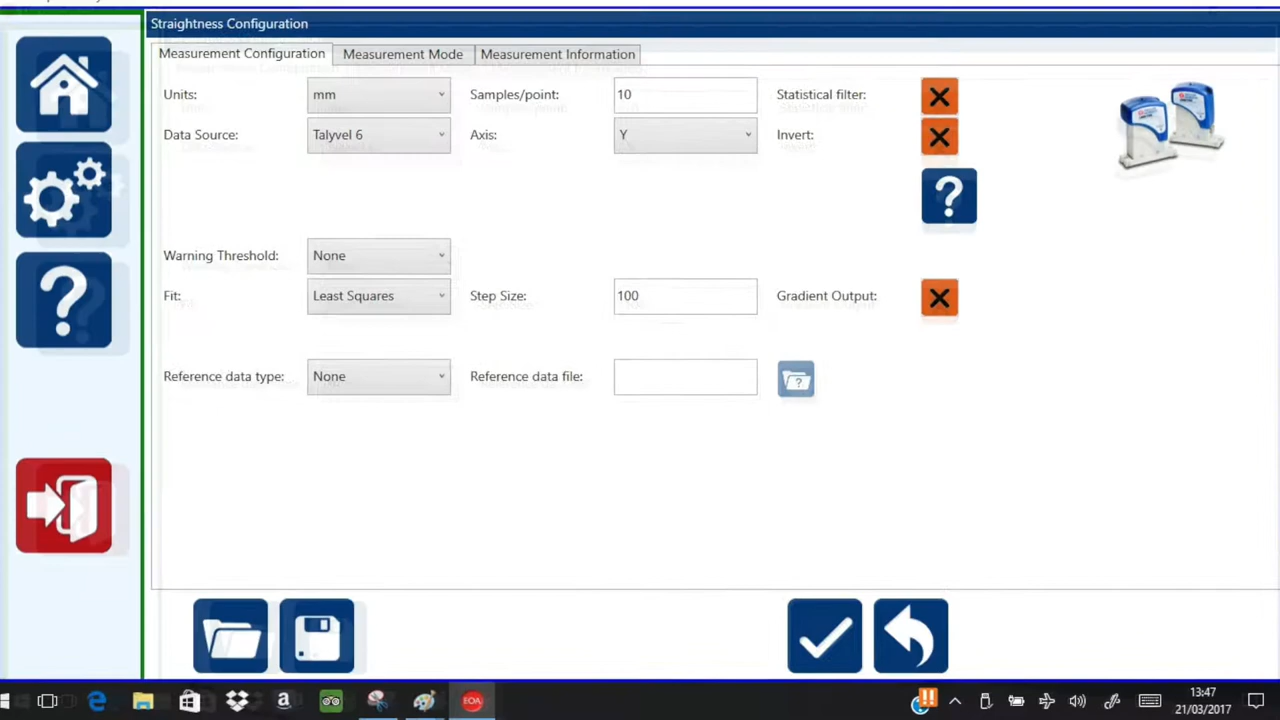 Straightness Configuration
Measurement Configuration Measurement Mode Measurement Information
Units: mm Samples/point: 10 Statistical filter:
Data Source: Talyvel 6 Axis: Y Invert:
Warning Threshold: None
Fit: Least Squares Step Size: 100 Gradient Output:
Reference data type: None Reference data file:
EOA
13:47
21/03/2017